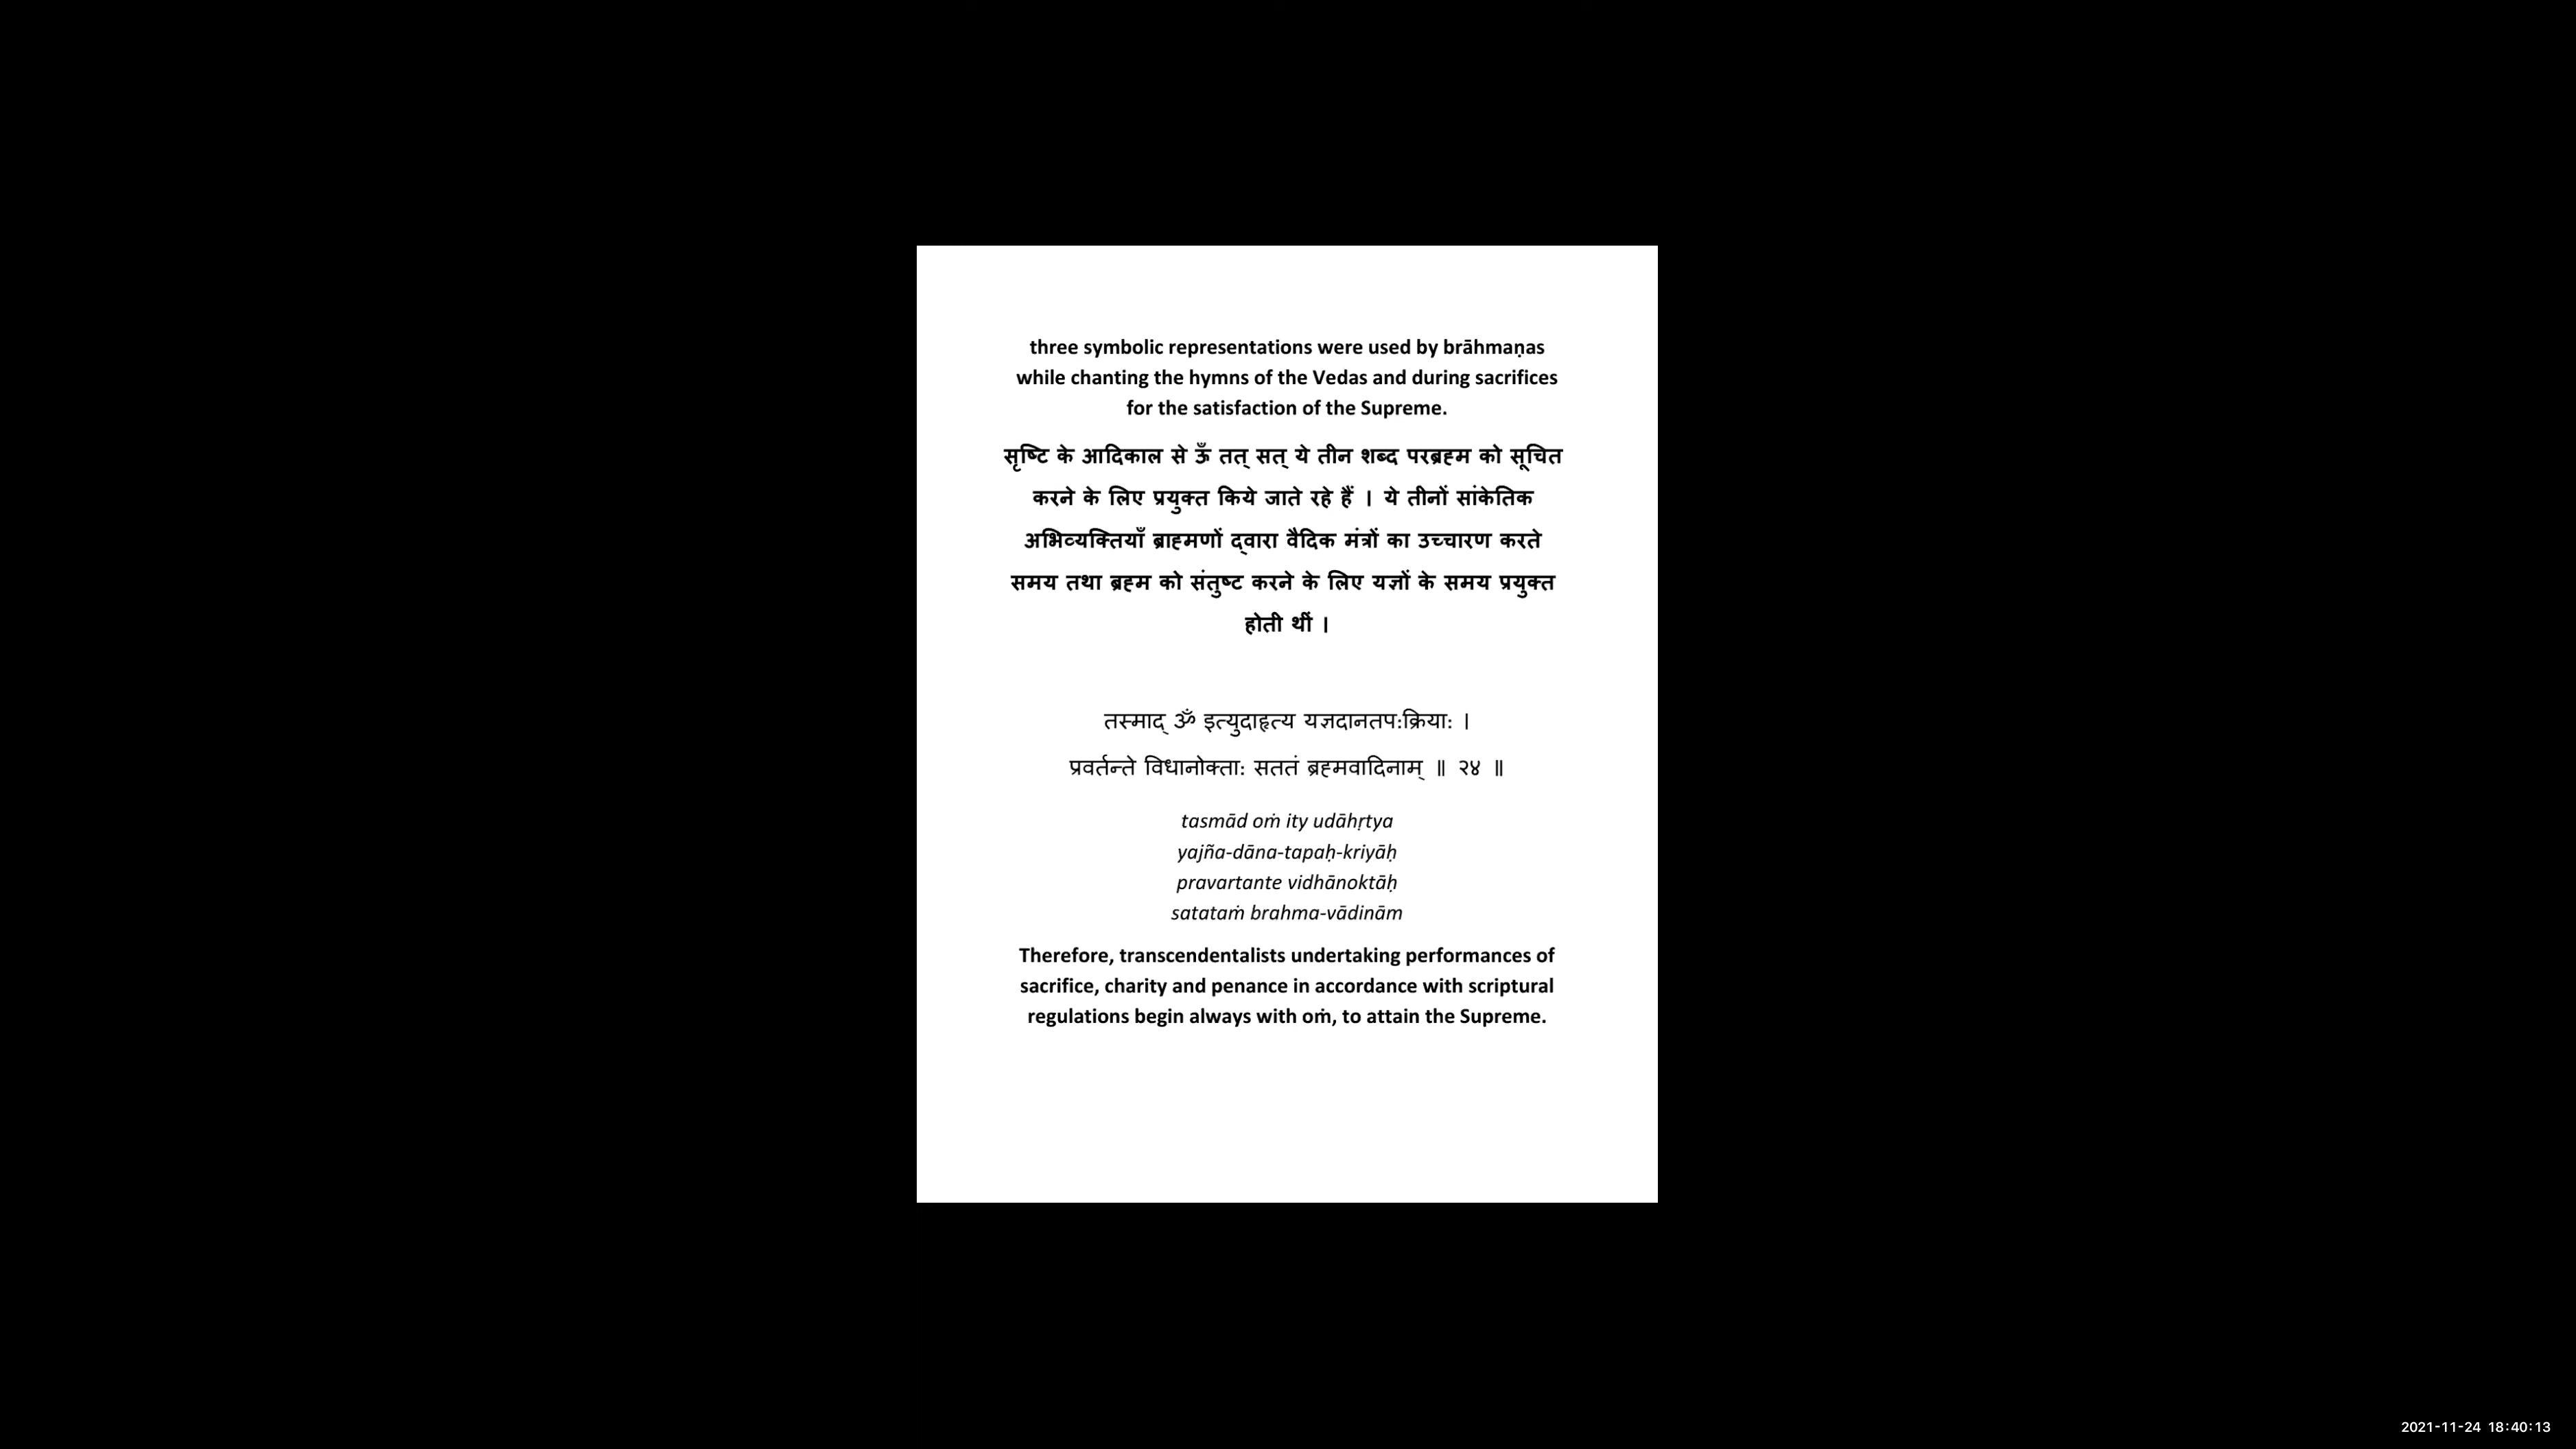 three symbolic representations were used by brāhmaṇas
while chanting the hymns of the Vedas and during sacrifices
for the satisfaction of the Supreme.
सृष्टि के आदिकाल से ऊँ तत् सत् ये तीन शब्द परब्रह्म को सूचित
करने के लिए प्रयुक्त किये जाते रहे हैं । ये तीनों सांकेतिक
अभिव्यक्तियाँ ब्राह्मणों द्वारा वैदिक मंत्रों का उच्चारण करते
समय तथा ब्रह्म को संतुष्ट करने के लिए यज्ञों के समय प्रयुक्त
होती थीं ।
तस्माद् ॐ इत्युदाहृत्य यज्ञदानतपःक्रियाः ।
प्रवर्तन्ते विधानोक्ताः सततं ब्रह्मवादिनाम् ॥ २४ ॥
tasmād oṁ ity udāhṛtya
yajña-dāna-tapaḥ-kriyāḥ
pravartante vidhānoktāḥ
satataṁ brahma-vādinām
Therefore, transcendentalists undertaking performances of
sacrifice, charity and penance in accordance with scriptural
regulations begin always with oṁ, to attain the Supreme.
2021-11-24 18:40:13